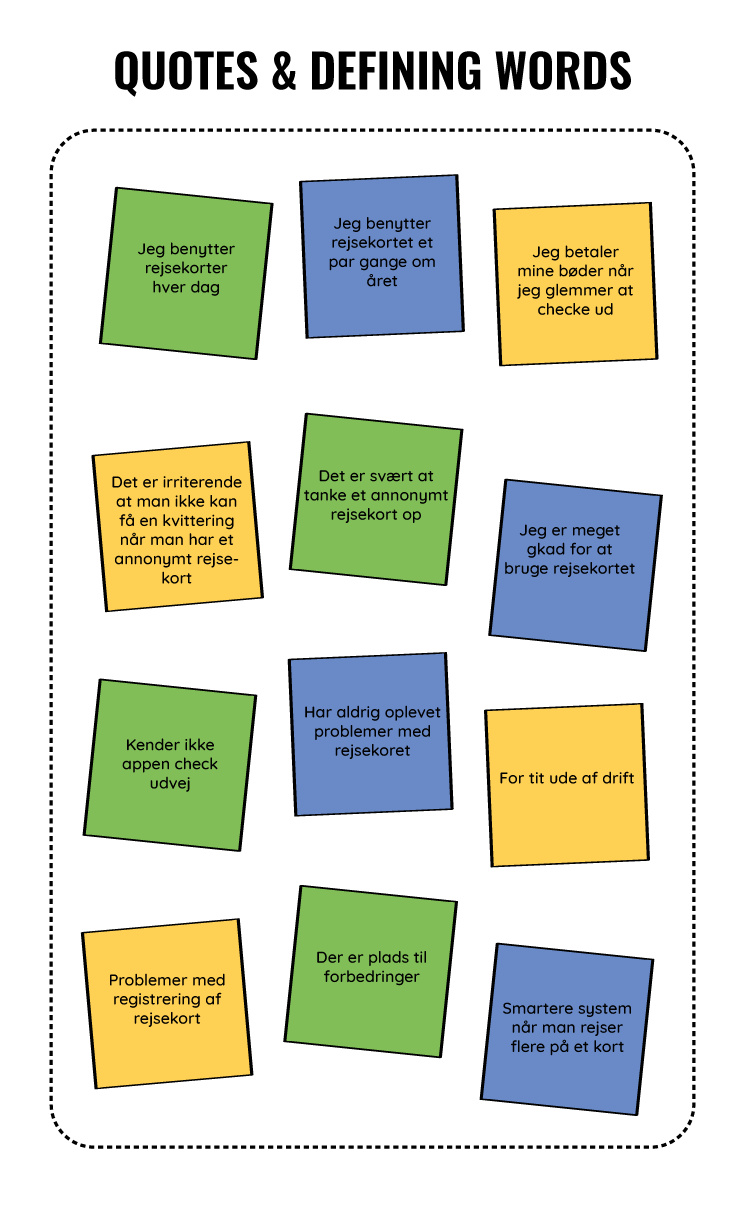 QUOTES & DEFINING WORDS
Jeg benytter
rejsekorter
hver dag
Jeg benytter
rejsekortet et
par gange om
året
Jeg betaler
mine bøder når
jeg glemmer at
checke ud
Det er irriterende
at man ikke kan
få en kvittering
når man har et
annonymt rejse-
kort
Det er svært at
tanke et annonymt
rejsekort op
Jeg er meget
gkad for at
bruge rejsekortet
Kender ikke
appen check
udvej
Har aldrig oplevet
problemer med
rejsekoret
For tit ude af drift
Problemer med
registrering af
rejsekort
Der er plads til
forbedringer
Smartere system
når man rejser
flere på et kort